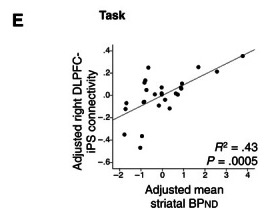 E
Task
Adjusted right DLPFC-
iPS connectivity
.4
.2
.0
-.2
-.4
-.6
-2 -1 0 1 2 3 4
R² = .43
P = .0005
Adjusted mean
striatal BPND